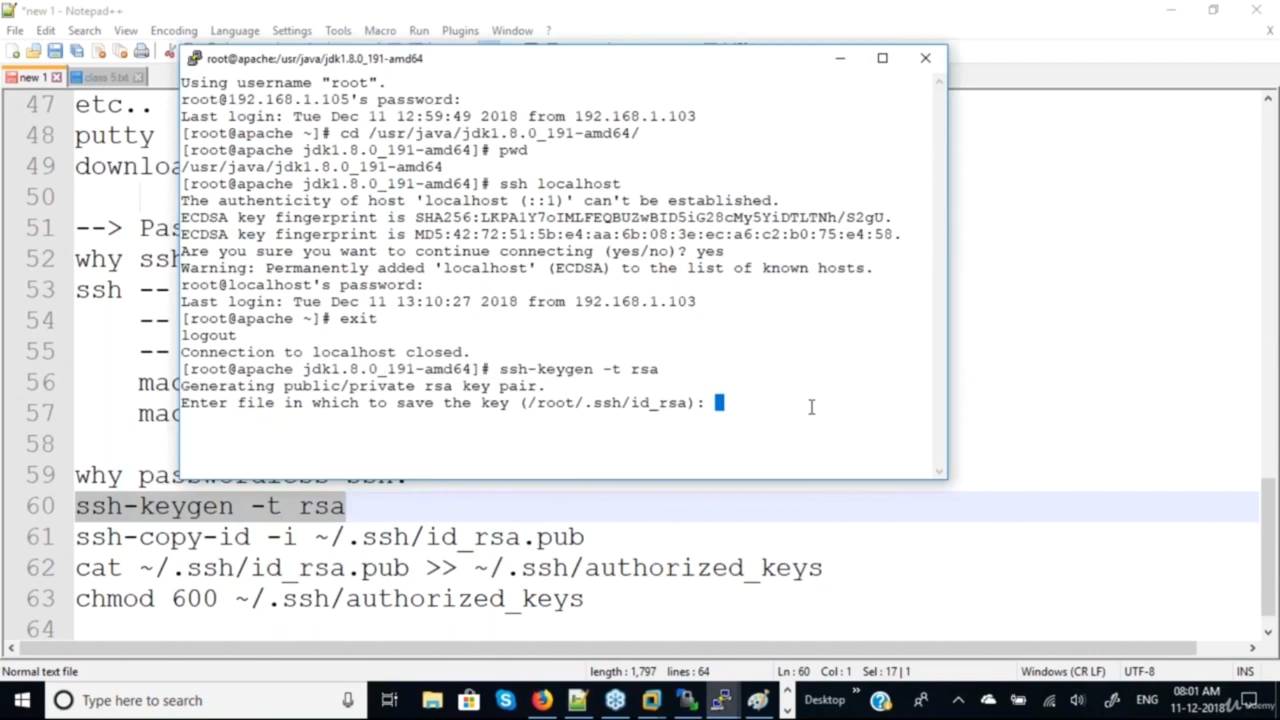 *new 1 - Notepad++
File Edit Search View Encoding Language Settings Tools Macro Run Plugins Window ?
X
new 1 class 5.txt
root@apache:/usr/java/jdk1.8.0_191-amd64
Using username "root".
root@192.168.1.105's password:
Last login: Tue Dec 11 12:59:49 2018 from 192.168.1.103
[root@apache ~]# cd /usr/java/jdk1.8.0_191-amd64/
[root@apache jdk1.8.0_191-amd64]# pwd
/usr/java/jdk1.8.0_191-amd64
[root@apache jdk1.8.0_191-amd64]# ssh localhost
The authenticity of host 'localhost (::1)' can't be established.
ECDSA key fingerprint is SHA256:LKPA1Y7oIMLFEQBUZwBID5iG28cMy5YiDTLTNh/S2gU.
ECDSA key fingerprint is MD5:42:72:51:5b:e4:aa:6b:08:3e:ec:a6:c2:b0:75:e4:58.
Are you sure you want to continue connecting (yes/no)? yes
Warning: Permanently added 'localhost' (ECDSA) to the list of known hosts.
root@localhost's password:
Last login: Tue Dec 11 13:10:27 2018 from 192.168.1.103
[root@apache ~]# exit
logout
Connection to localhost closed.
[root@apache jdk1.8.0_191-amd64]# ssh-keygen -t rsa
Generating public/private rsa key pair.
Enter file in which to save the key (/root/.ssh/id_rsa):
47 etc..
48 putty
49 downloa
50
51 --> Pas
52 why ssh
53 ssh --
54 --
55 --
56 mac
57 mac
58
59 why passwordless ssh.
60 ssh-keygen -t rsa
61 ssh-copy-id -i ~/.ssh/id_rsa.pub
62 cat ~/.ssh/id_rsa.pub >> ~/.ssh/authorized_keys
63 chmod 600 ~/.ssh/authorized_keys
64
Normal text file length : 1,797 lines : 64 Ln : 60 Col : 1 Sel : 17 | 1 Windows (CR LF) UTF-8 INS
Type here to search Desktop ENG 08:01 AM
11-12-2018
Udemy